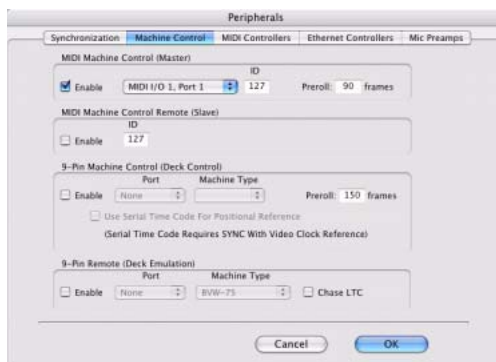 Peripherals
Synchronization Machine Control MIDI Controllers Ethernet Controllers Mic Preamps
MIDI Machine Control (Master)
ID
Enable MIDI I/O 1, Port 1 127 Preroll: 90 frames
MIDI Machine Control Remote (Slave)
ID
Enable 127
9-Pin Machine Control (Deck Control)
Port Machine Type
Enable None Preroll: 150 frames
Use Serial Time Code For Positional Reference
(Serial Time Code Requires SYNC With Video Clock Reference)
9-Pin Remote (Deck Emulation)
Port Machine Type
Enable None BVW-75 Chase LTC
Cancel OK